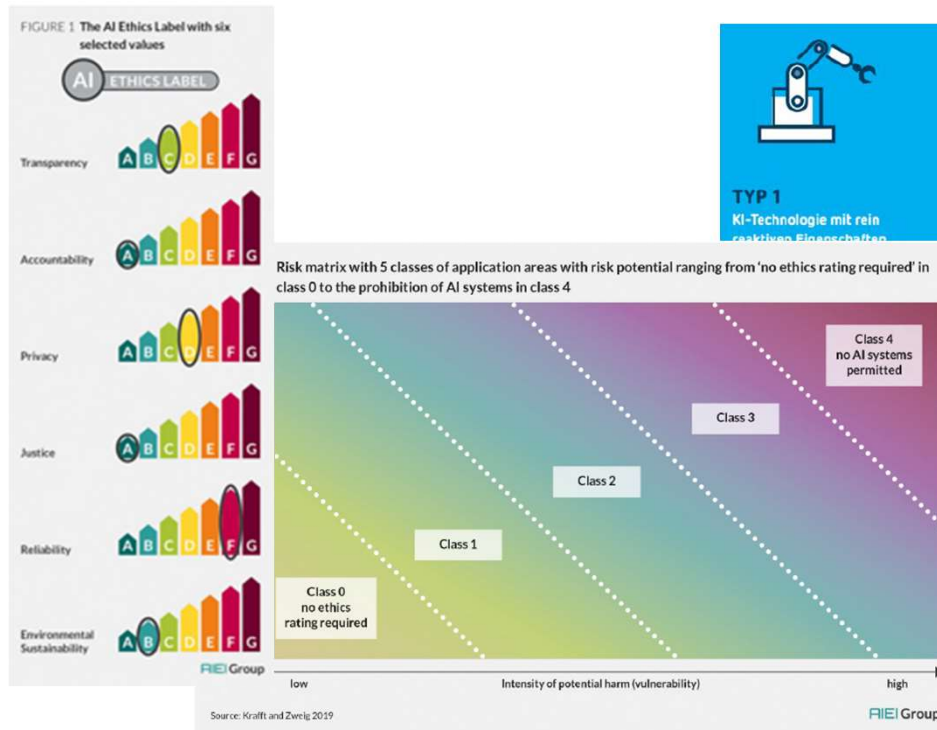 FIGURE 1 The AI Ethics Label with six
selected values
AI ETHICS LABEL
Transparency
A B C D E F G
Accountability
A B C D E F G
Privacy
A B C D E F G
Justice
A B C D E F G
Reliability
A B C D E F G
Environmental
Sustainability
A B C D E F G
AIEI Group
TYP 1
KI-Technologie mit rein
reaktiven Eigenschaften
Risk matrix with 5 classes of application areas with risk potential ranging from ‘no ethics rating required’ in
class 0 to the prohibition of AI systems in class 4
Class 4
no AI systems
permitted
Class 3
Class 2
Class 1
Class 0
no ethics
rating required
low
Intensity of potential harm (vulnerability)
high
Source: Krafft and Zweig 2019
AIEI Group